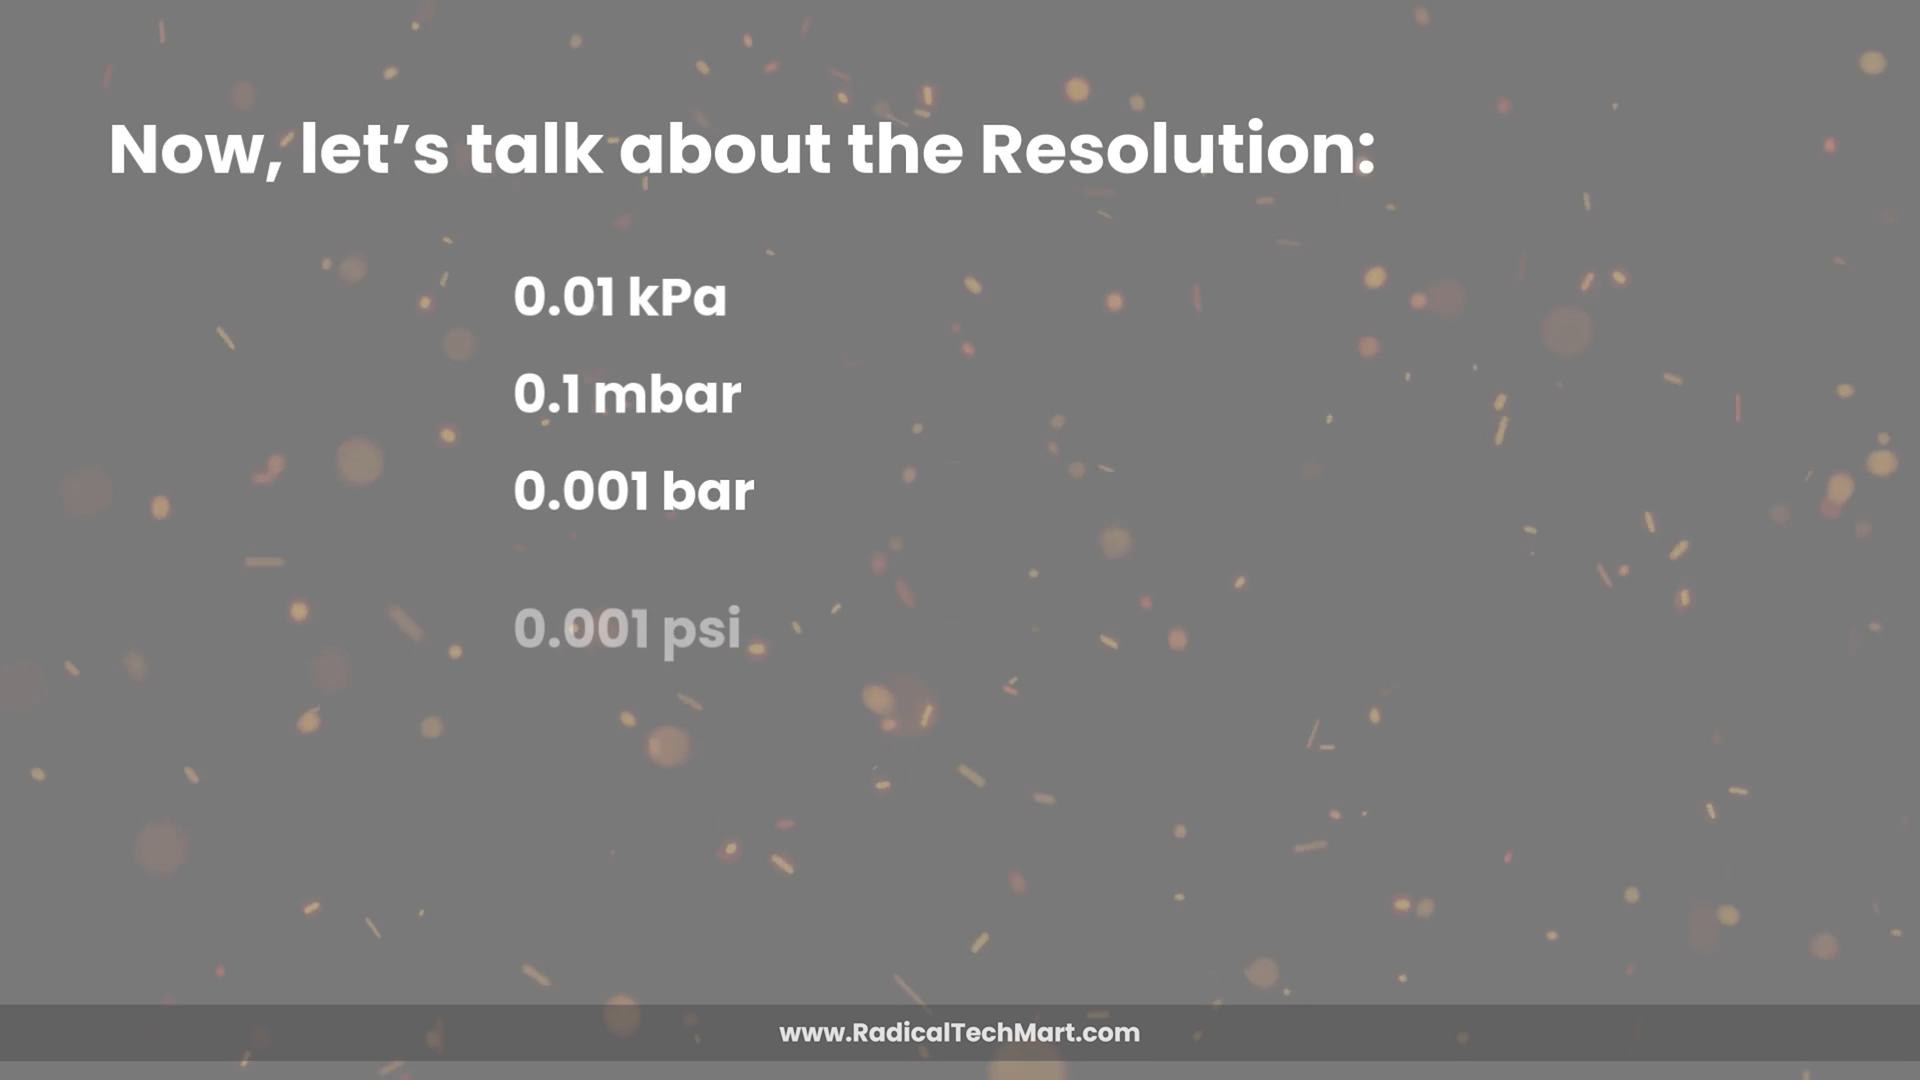 Now, let’s talk about the Resolution:
0.01 kPa
0.1 mbar
0.001 bar
0.001 psi
www.RadicalTechMart.com